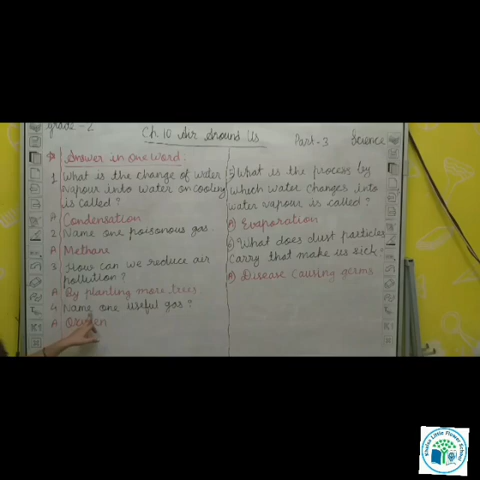 grade-2
Ch 10 Air Around Us
Part-3
Science
Answer in one word:
1 What is the change of water
vapour into water on cooling
is called?
A Condensation
2 Name one poisonous gas.
A Methane
3 How can we reduce air
pollution?
A By planting more trees.
4 Name one useful gas?
A Oxygen
5) What is the process by
which water changes into
water vapour is called?
A) Evaporation
6) What does dust particles
carry that make us sick.
A) Disease causing germs
Little Flower School